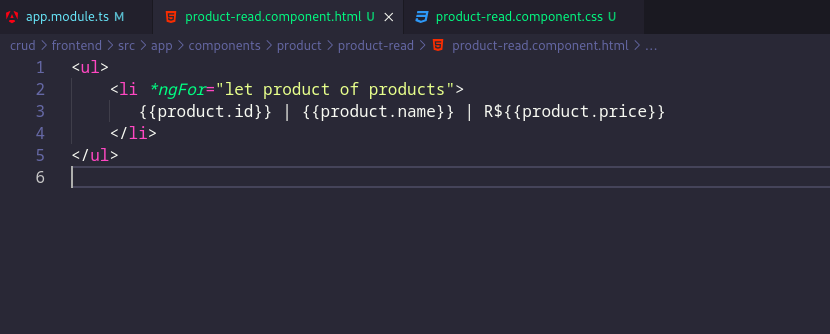 app.module.ts M product-read.component.html U product-read.component.css U
crud > frontend > src > app > components > product > product-read > product-read.component.html > ...
1 <ul>
2 <li *ngFor="let product of products">
3 {{product.id}} | {{product.name}} | R${{product.price}}
4 </li>
5 </ul>
6